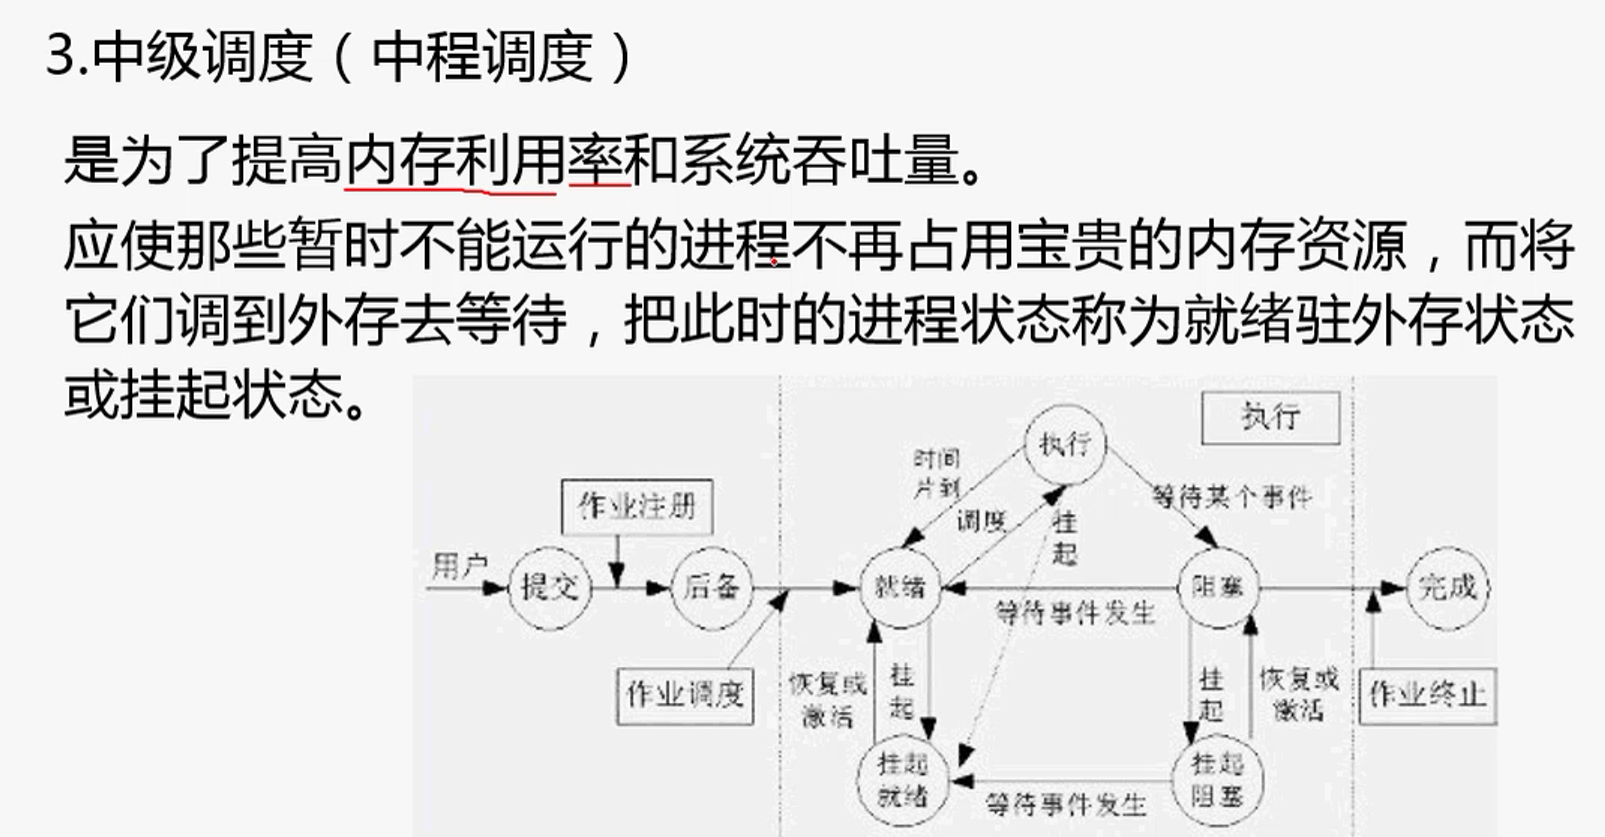 3.中级调度（中程调度）
是为了提高内存利用率和系统吞吐量。
应使那些暂时不能运行的进程不再占用宝贵的内存资源，而将
它们调到外存去等待，把此时的进程状态称为就绪驻外存状态
或挂起状态。
执行
执行
时间
片到
等待某个事件
作业注册
调度
挂
起
用户
提交
后备
就绪
阻塞
完成
等待事件发生
作业调度
恢复或
激活
挂
起
挂
起
恢复或
激活
作业终止
挂起
就绪
挂起
阻塞
等待事件发生